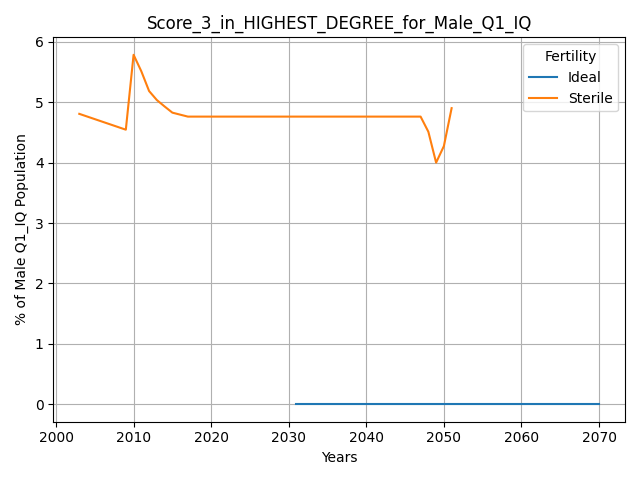 Score_3_in_HIGHEST_DEGREE_for_Male_Q1_IQ
Fertility
Ideal
Sterile
% of Male Q1_IQ Population
6
5
4
3
2
1
0
2000 2010 2020 2030 2040 2050 2060 2070
Years